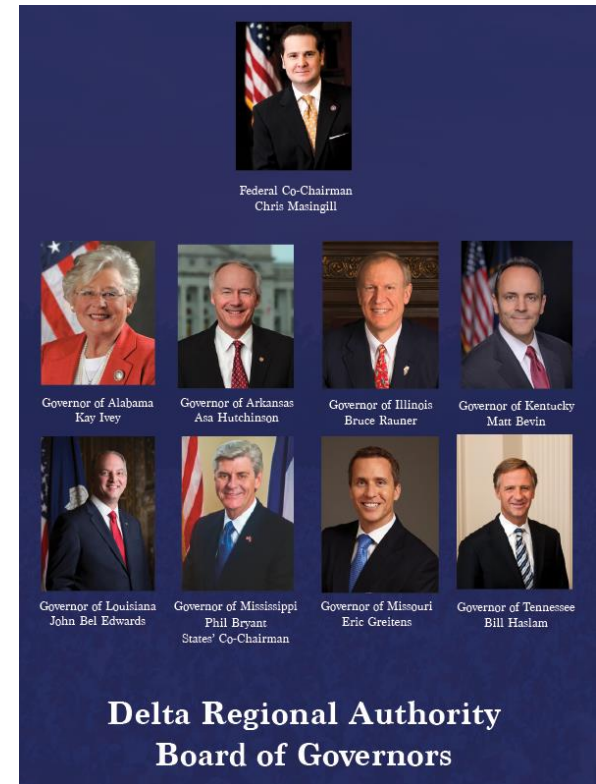 Federal Co-Chairman
Chris Masingill
Governor of Alabama
Kay Ivey
Governor of Arkansas
Asa Hutchinson
Governor of Illinois
Bruce Rauner
Governor of Kentucky
Matt Bevin
Governor of Louisiana
John Bel Edwards
Governor of Mississippi
Phil Bryant
States' Co-Chairman
Governor of Missouri
Eric Greitens
Governor of Tennessee
Bill Haslam
Delta Regional Authority
Board of Governors